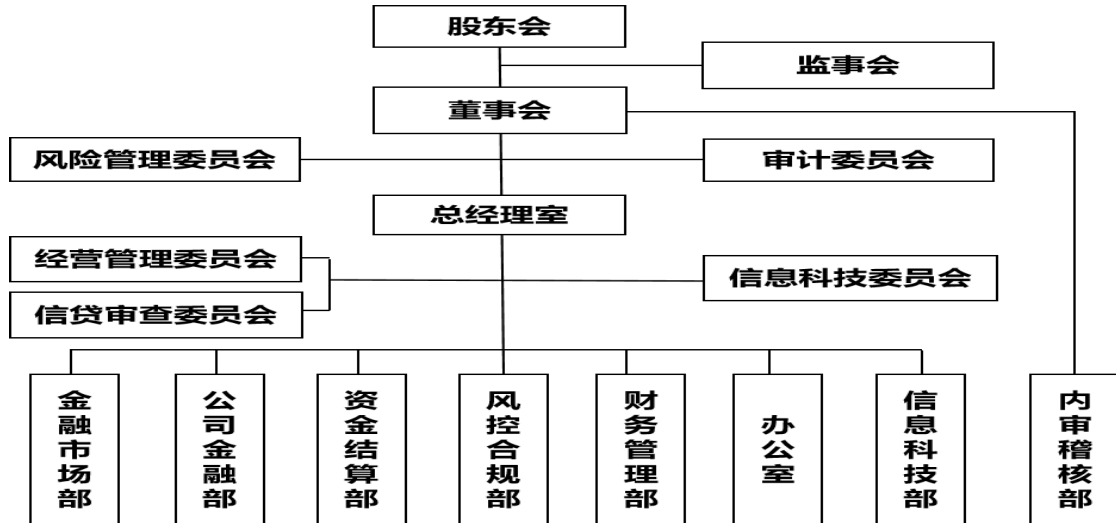 股东会
监事会
董事会
风险管理委员会
审计委员会
总经理室
经营管理委员会
信息科技委员会
信贷审查委员会
金融市场部
公司金融部
资金结算部
风控合规部
财务管理部
办公室
信息科技部
内审稽核部